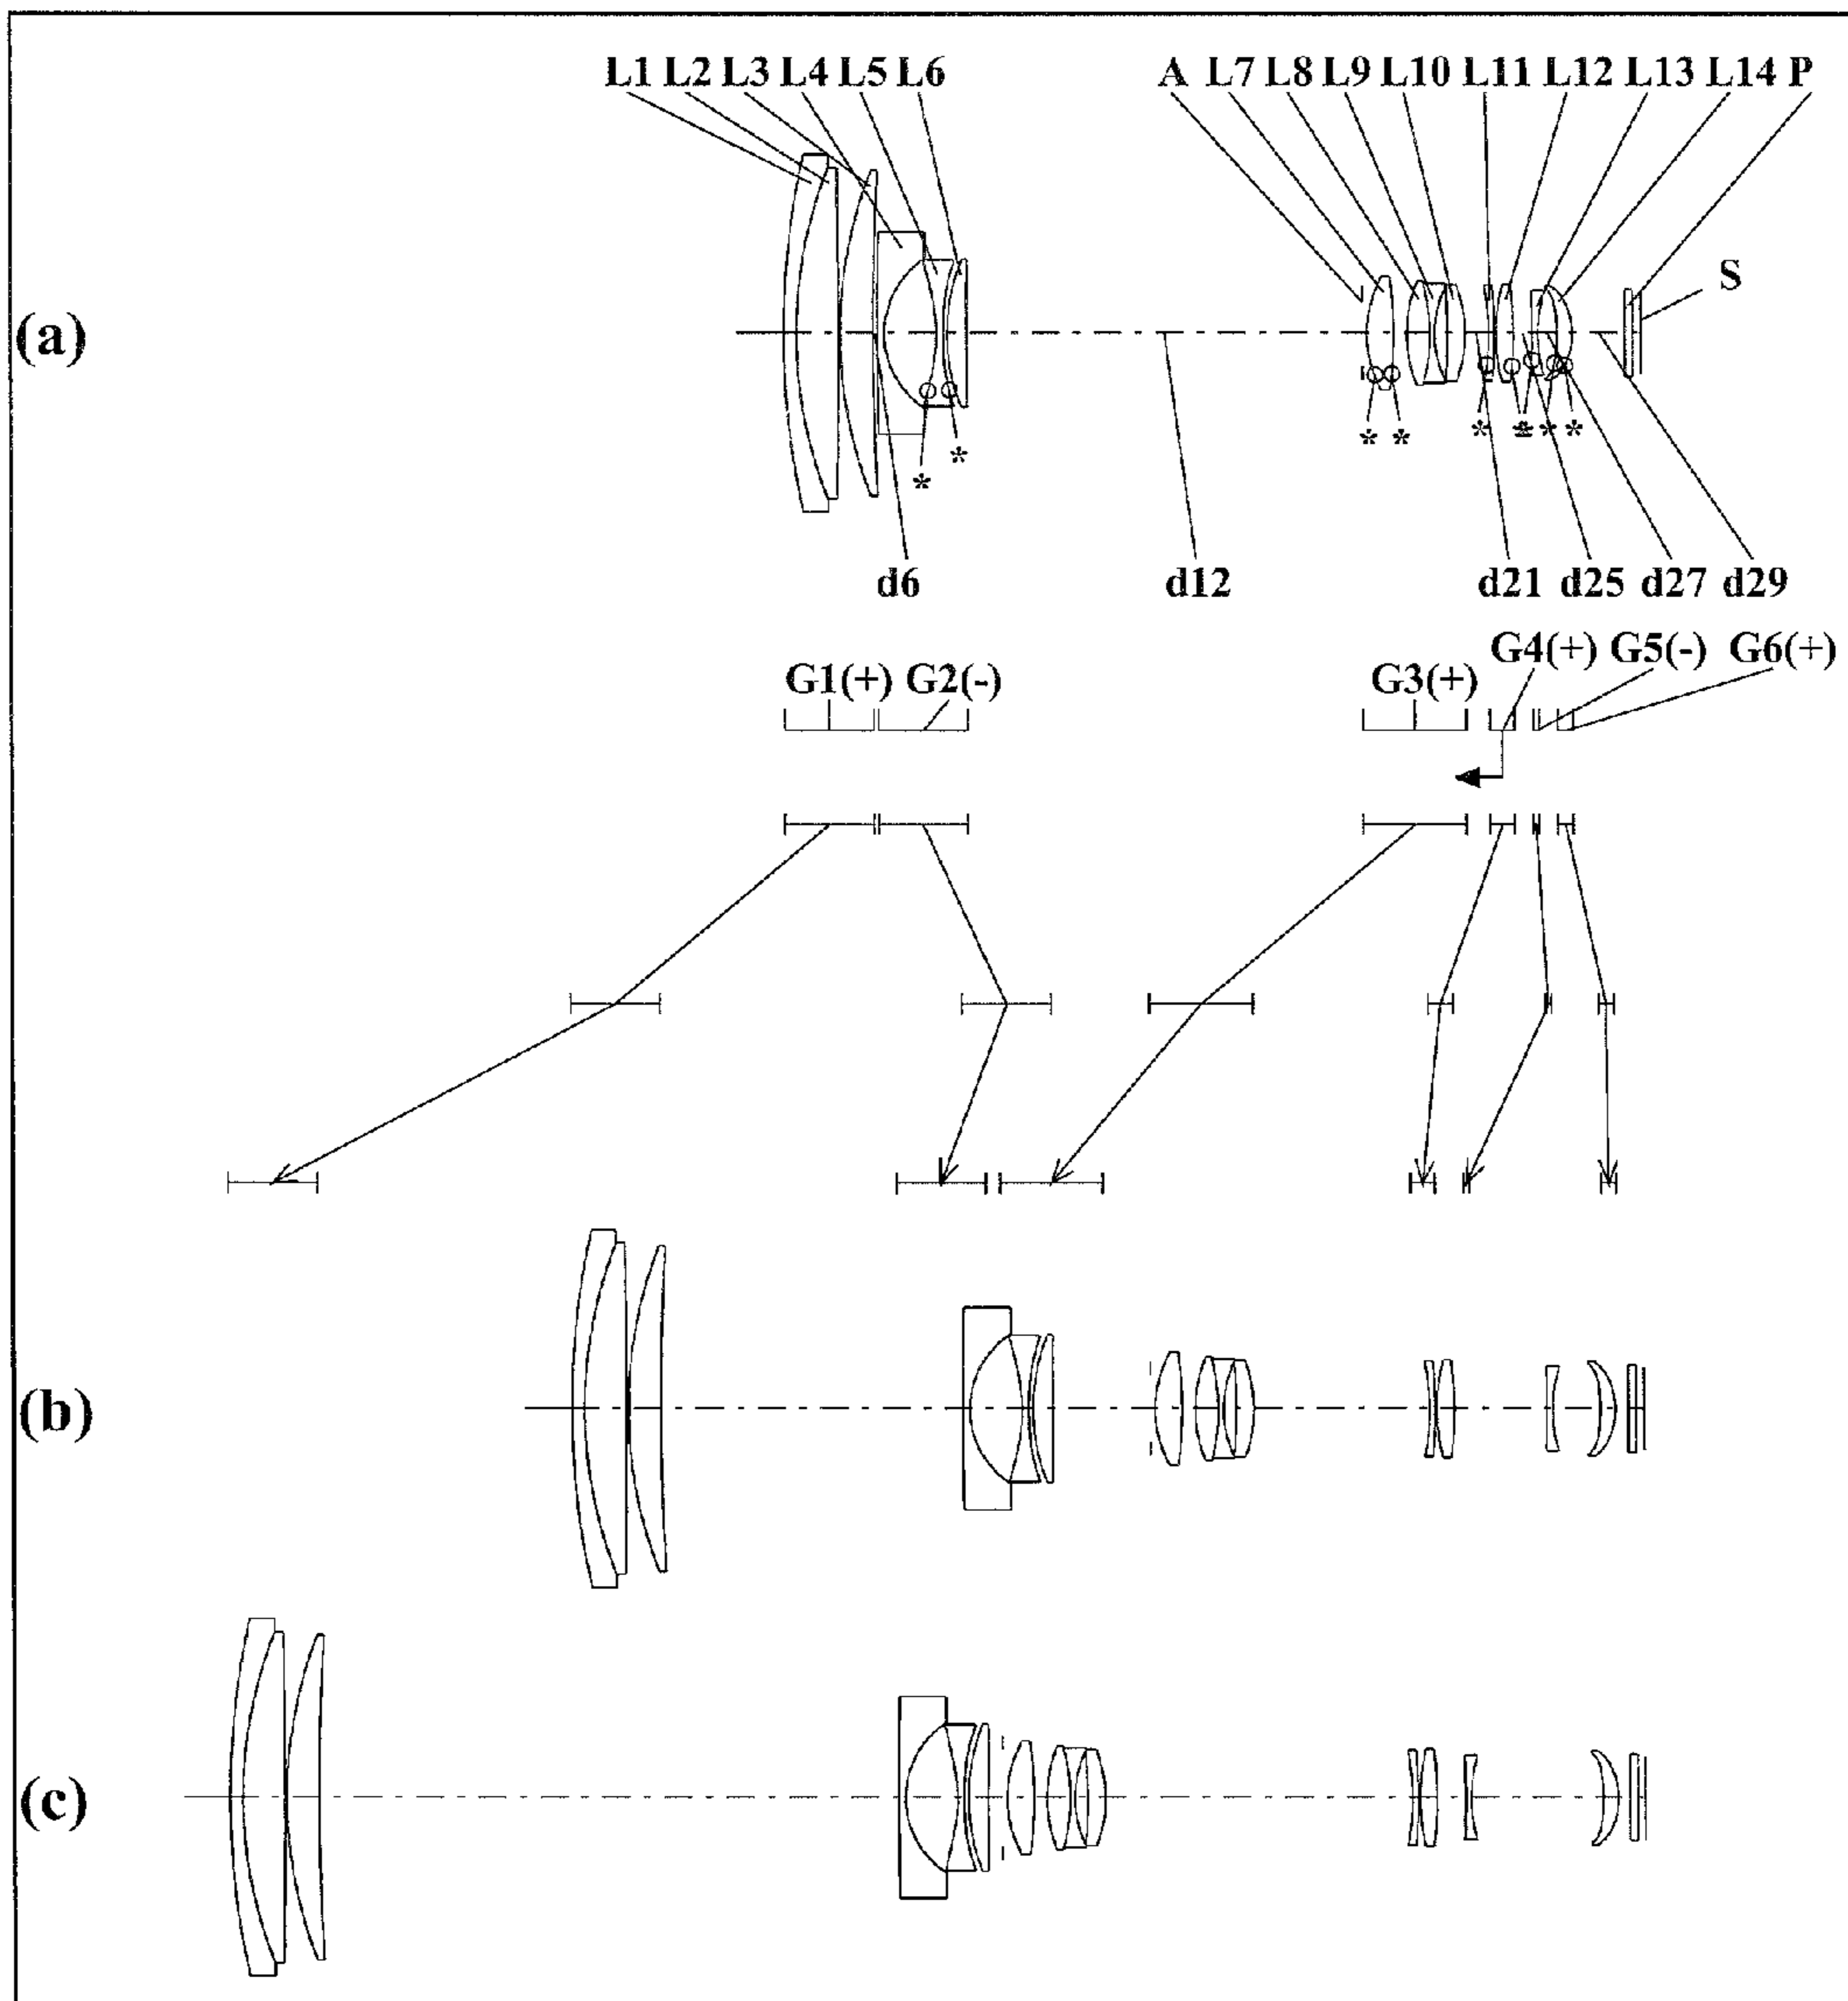 L1 L2 L3 L4 L5 L6 A L7 L8 L9 L10 L11 L12 L13 L14 P
S
(a)
* * * * * * * *
d6 d12 d21 d25 d27 d29
G1(+) G2(-) G3(+) G4(+) G5(-) G6(+)
(b)
(c)